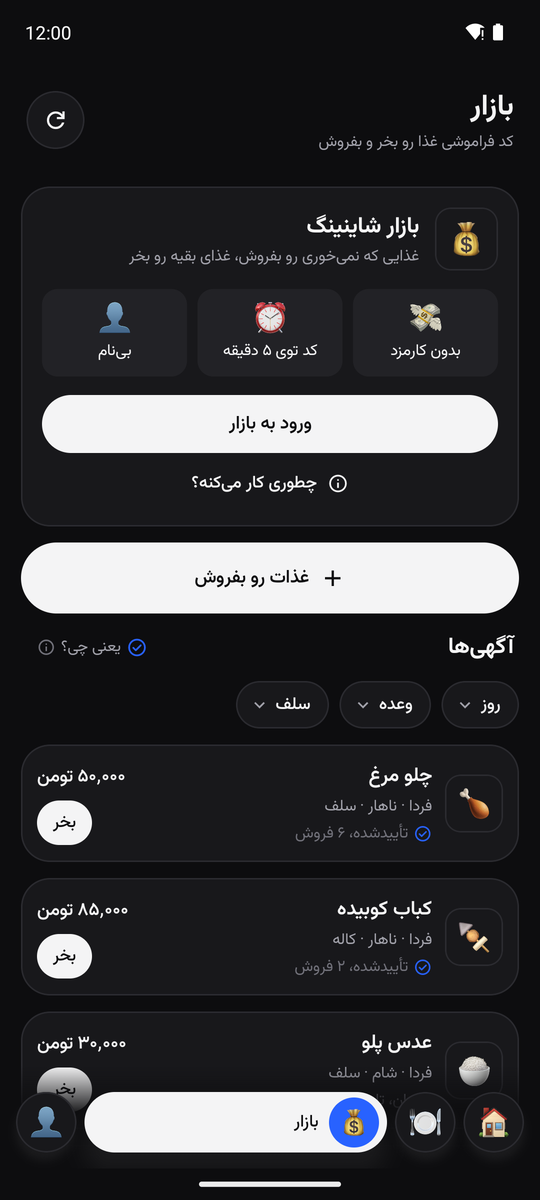 12:00
بازار
کد فراموشی غذا رو بخر و بفروش
بازار شاینینگ
غذایی که نمی‌خوری رو بفروش، غذای بقیه رو بخر
بدون کارمزد
کد توی ۵ دقیقه
بی‌نام
ورود به بازار
چطوری کار می‌کنه؟
غذات رو بفروش
آگهی‌ها
یعنی چی؟
روز
وعده
سلف
چلو مرغ
۵۰,۰۰۰ تومن
فردا · ناهار · سلف
تأییدشده، ۶ فروش
بخر
کباب کوبیده
۸۵,۰۰۰ تومن
فردا · ناهار · کاله
تأییدشده، ۲ فروش
بخر
عدس پلو
۳۰,۰۰۰ تومن
فردا · شام · سلف
بخر
بازار